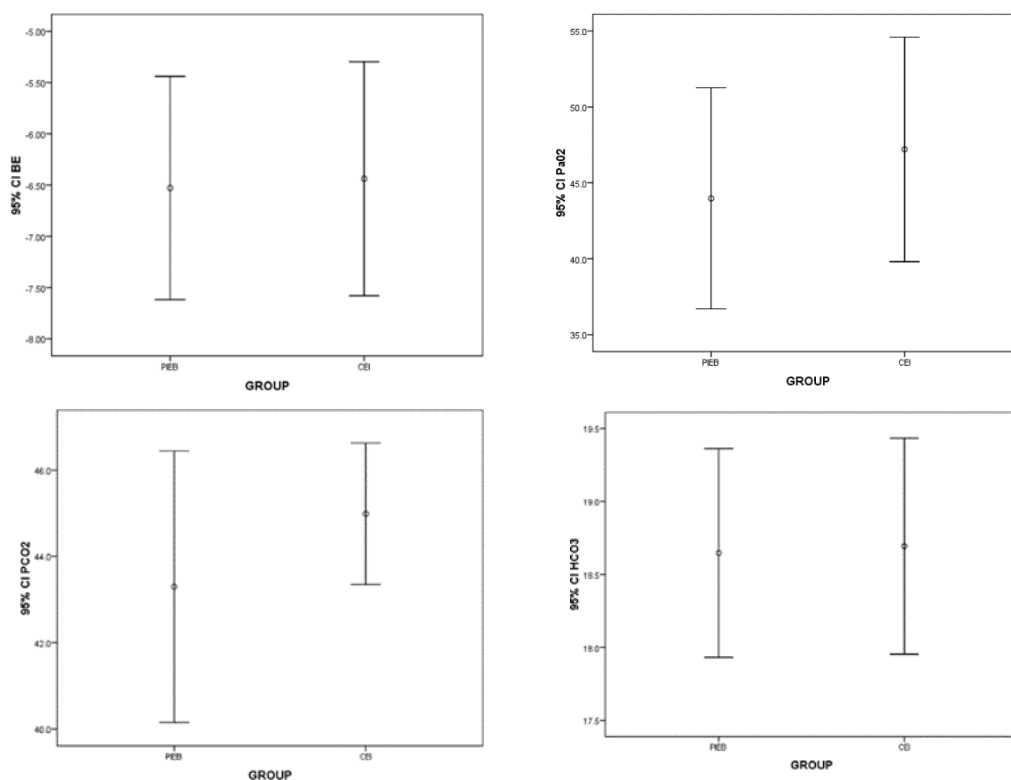 95% CI BE
-5.00
-5.50
-6.00
-6.50
-7.00
-7.50
-8.00
PIEB CEI
GROUP
95% CI Pa02
55.0
50.0
45.0
40.0
35.0
PIEB CEI
GROUP
95% CI PCO2
46.0
44.0
42.0
40.0
PIEB CEI
GROUP
95% CI HCO3
19.5
19.0
18.5
18.0
17.5
PIEB CEI
GROUP